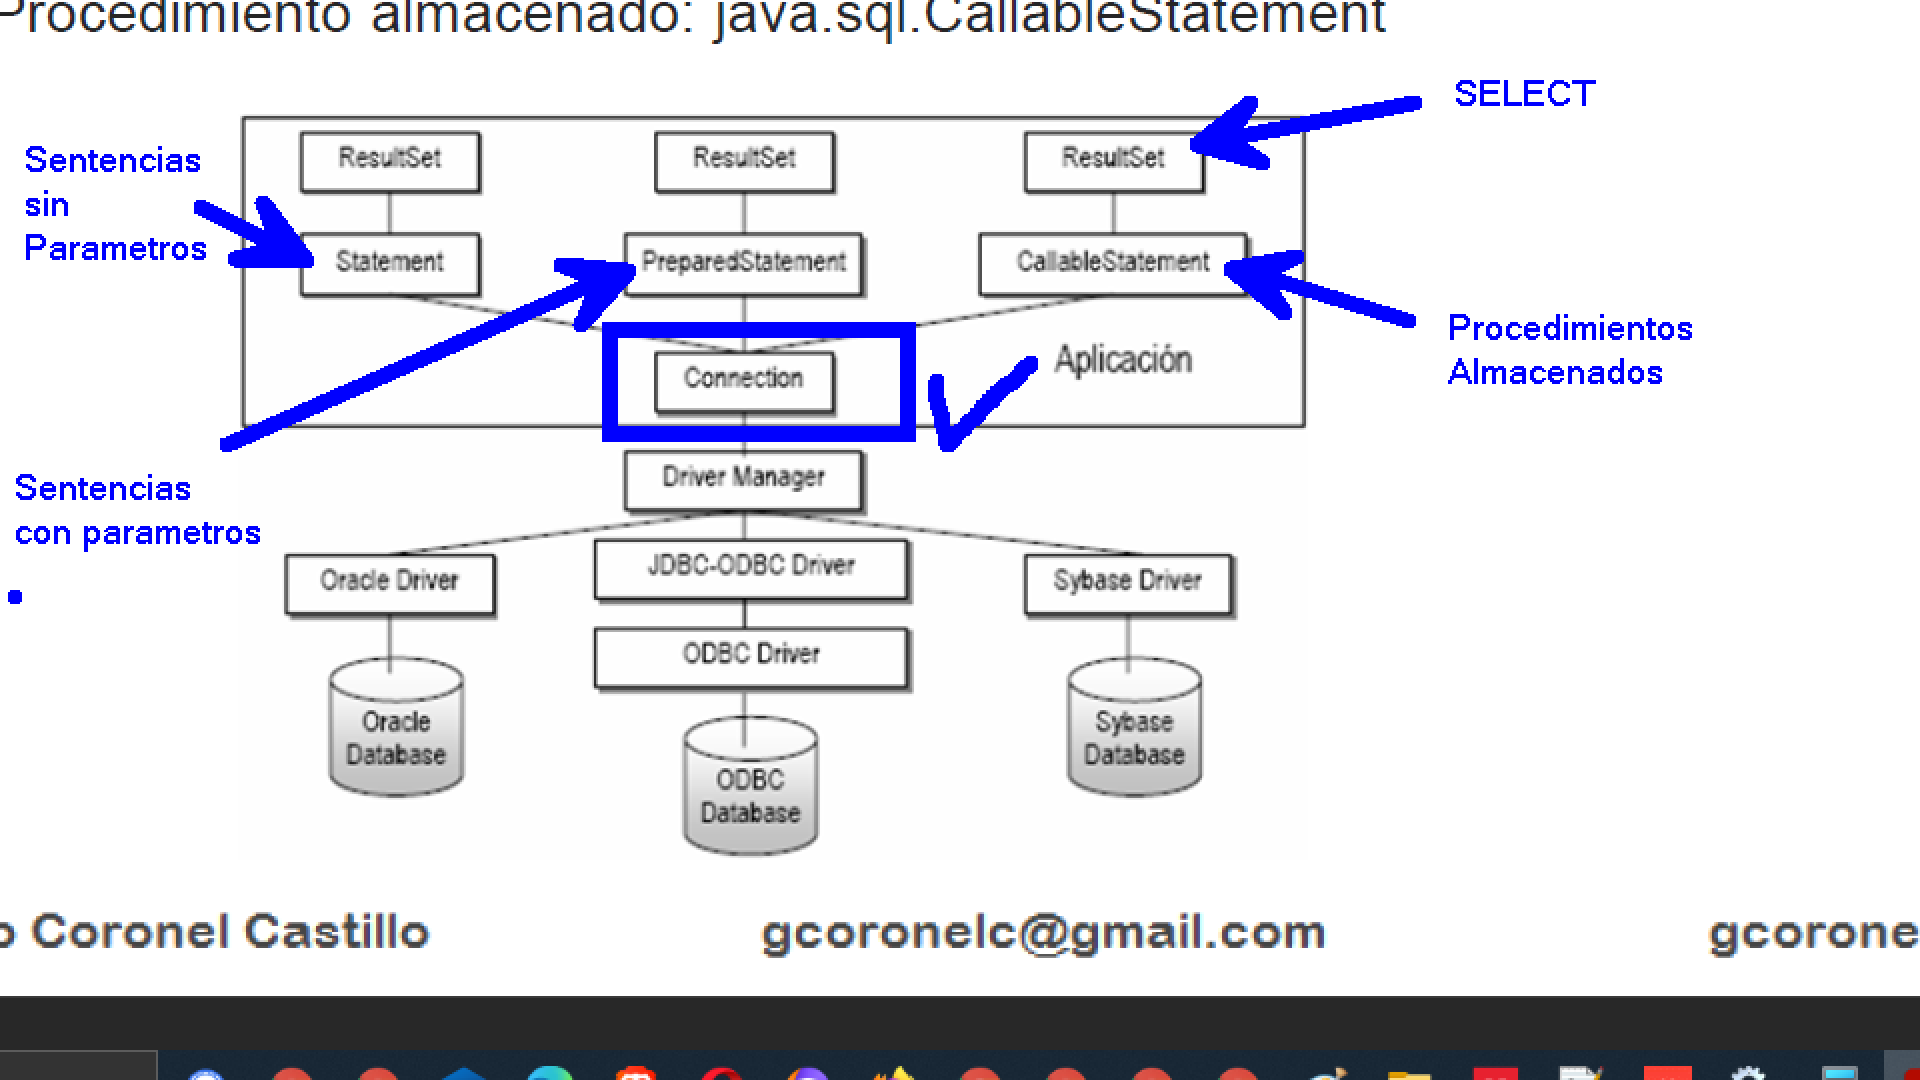 Procedimiento almacenado: java.sql.CallableStatement
SELECT
Sentencias
sin
Parametros
ResultSet
ResultSet
ResultSet
Statement
PreparedStatement
CallableStatement
Procedimientos
Almacenados
Connection
Aplicación
Sentencias
con parametros
Driver Manager
Oracle Driver
JDBC-ODBC Driver
Sybase Driver
ODBC Driver
Oracle
Database
ODBC
Database
Sybase
Database
Coronel Castillo
gcoronelc@gmail.com
gcorone